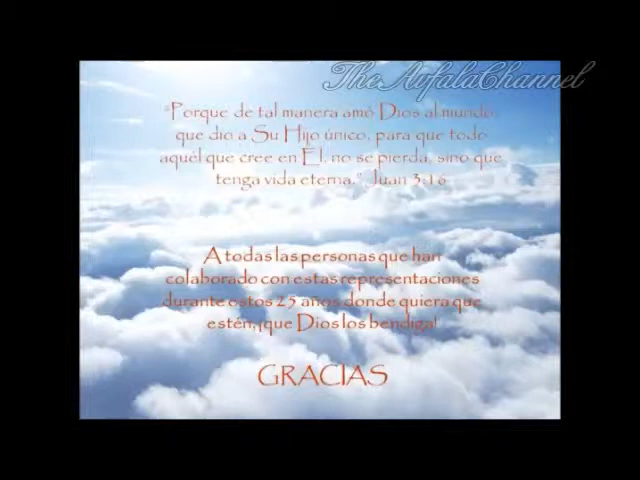 TheAvfalaChannel
"Porque de tal manera amó Dios al mundo,
que dio a Su Hijo único, para que todo
aquél que cree en Él, no se pierda, sino que
tenga vida eterna." Juan 3:16
A todas las personas que han
colaborado con estas representaciones
durante estos 25 años donde quiera que
estén, ¡que Dios los bendiga!
GRACIAS